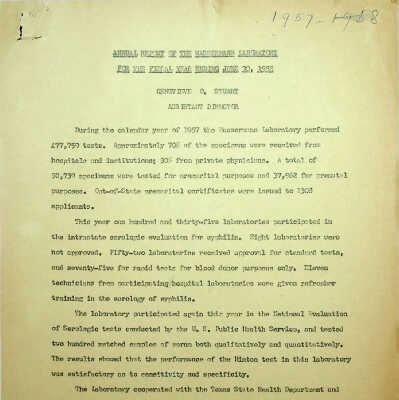 1957-1958
ANNUAL REPORT OF THE WASSERMANN LABORATORY
FOR THE FISCAL YEAR ENDING JUNE 30, 1958
GENEVIEVE O. STUART
ASSISTANT DIRECTOR
During the calendar year of 1957 the Wassermann Laboratory performed
477,759 tests. Approximately 70% of the specimens were received from
hospitals and institutions; 30% from private physicians. A total of
50,739 specimens were tested for premarital purposes and 37,962 for prenatal
purposes. Out-of-State premarital certificates were issued to 1308
applicants.
This year one hundred and thirty-five laboratories participated in
the intrastate serologic evaluation for syphilis. Eight laboratories were
not approved. Fifty-two laboratories received approval for standard tests,
and seventy-five for rapid tests for blood donor purposes only. Eleven
technicians from participating hospital laboratories were given refresher
training in the serology of syphilis.
The laboratory participated again this year in the National Evaluation
of Serologic tests conducted by the U. S. Public Health Services, and tested
two hundred matched samples of serum both qualitatively and quantitatively.
The results showed that the performance of the Hinton test in this laboratory
was satisfactory as to sensitivity and specificity.
The Laboratory cooperated with the Texas State Health Department and